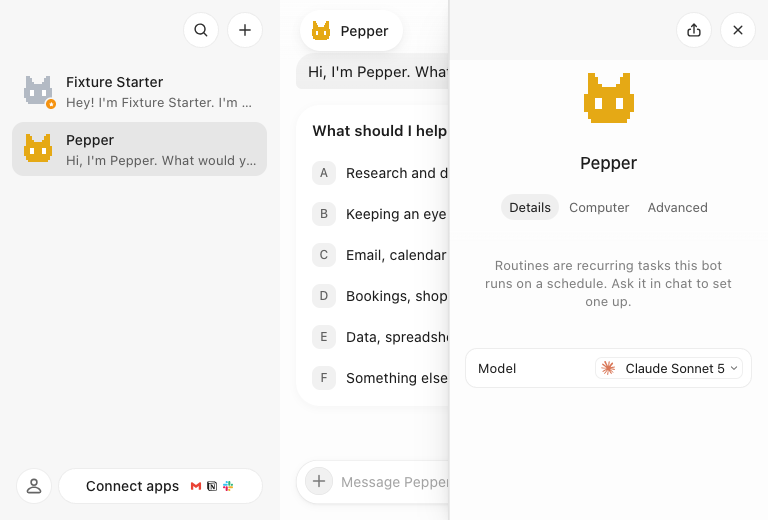 Fixture Starter
Hey! I'm Fixture Starter. I'm ...
Pepper
Hi, I'm Pepper. What would y...
Connect apps
Pepper
Hi, I'm Pepper. What
What should I help
A Research and d
B Keeping an eye
C Email, calendar
D Bookings, shop
E Data, spreadsh
F Something else
Message Pepper
Pepper
Details Computer Advanced
Routines are recurring tasks this bot
runs on a schedule. Ask it in chat to set
one up.
Model Claude Sonnet 5